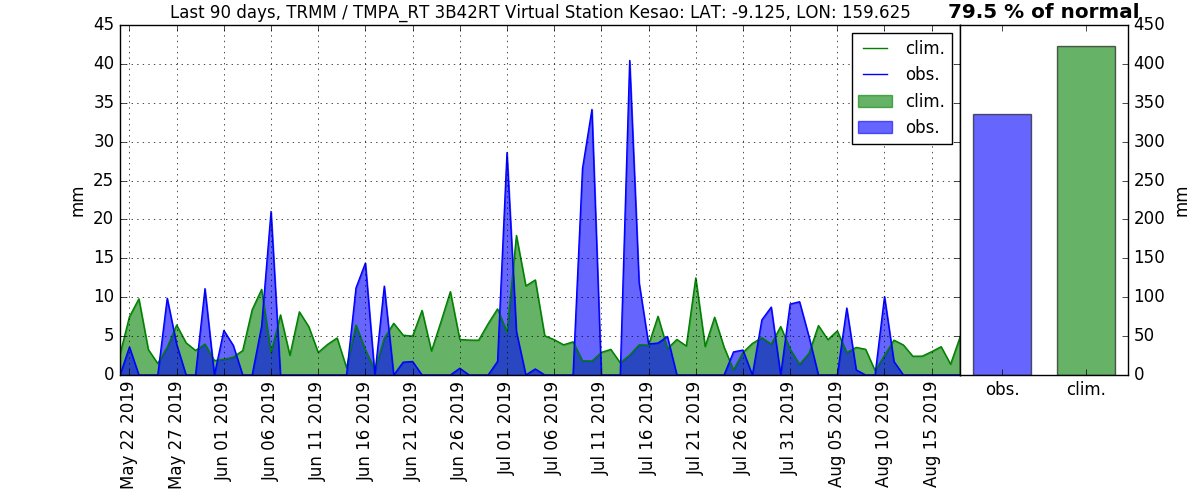 Last 90 days, TRMM / TMPA_RT 3B42RT Virtual Station Kesao: LAT: -9.125, LON: 159.625
79.5 % of normal
45
40
35
30
25
20
15
10
5
0
mm
clim.
obs.
clim.
obs.
450
400
350
300
250
200
150
100
50
0
mm
obs.
clim.
May 22 2019
May 27 2019
Jun 01 2019
Jun 06 2019
Jun 11 2019
Jun 16 2019
Jun 21 2019
Jun 26 2019
Jul 01 2019
Jul 06 2019
Jul 11 2019
Jul 16 2019
Jul 21 2019
Jul 26 2019
Jul 31 2019
Aug 05 2019
Aug 10 2019
Aug 15 2019